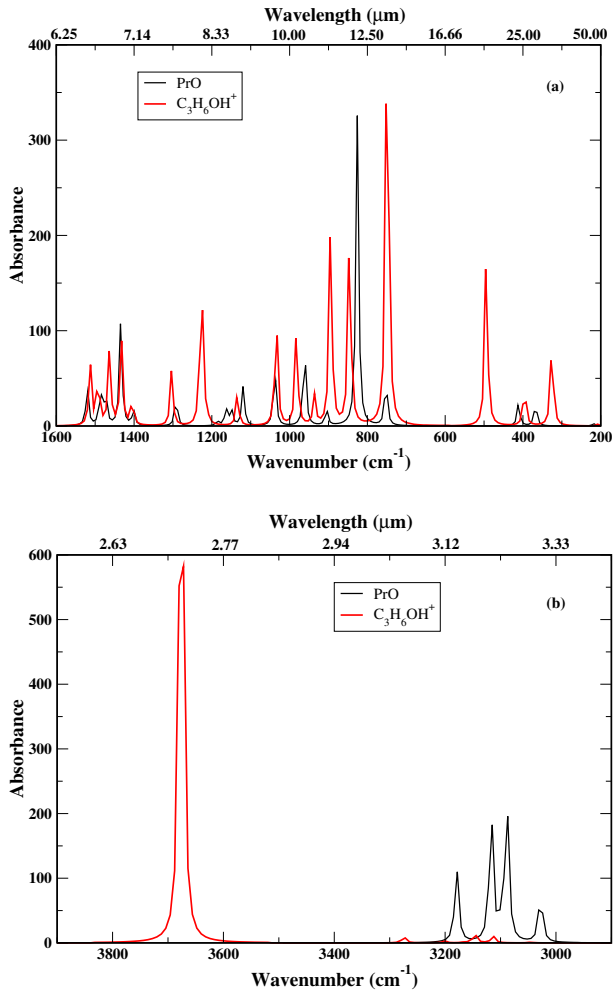 Wavelength (μm)
6.25 7.14 8.33 10.00 12.50 16.66 25.00 50.00
400
300
200
100
0
Absorbance
PrO
C3H6OH+
(a)
1600 1400 1200 1000 800 600 400 200
Wavenumber (cm-1)
Wavelength (μm)
2.63 2.77 2.94 3.12 3.33
600
500
400
300
200
100
0
Absorbance
PrO
C3H6OH+
(b)
3800 3600 3400 3200 3000
Wavenumber (cm-1)